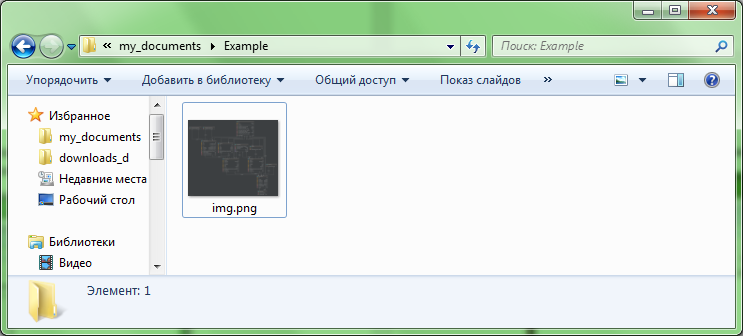 « my_documents Example
Поиск: Example
Упорядочить Добавить в библиотеку Общий доступ Показ слайдов »
Избранное
my_documents
downloads_d
Недавние места
Рабочий стол
Библиотеки
Видео
img.png
Элемент: 1